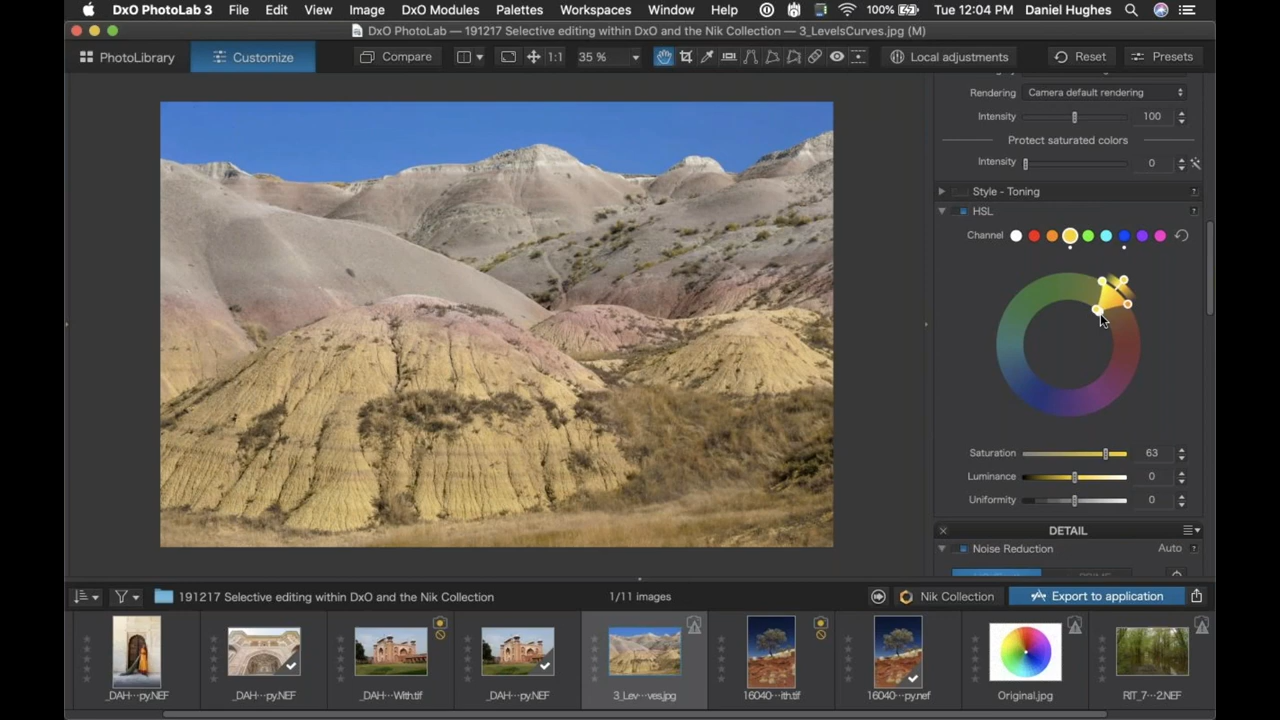 DxO PhotoLab 3 File Edit View Image DxO Modules Palettes Workspaces Window Help 100% Tue 12:04 PM Daniel Hughes
DxO PhotoLab — 191217 Selective editing within DxO and the Nik Collection — 3_LevelsCurves.jpg (M)
PhotoLibrary Customize Compare 1:1 35 % Local adjustments Reset Presets
Rendering Camera default rendering
Intensity 100
Protect saturated colors
Intensity 0
Style - Toning ?
HSL ?
Channel
Saturation 63
Luminance 0
Uniformity 0
DETAIL
Noise Reduction Auto ?
191217 Selective editing within DxO and the Nik Collection 1/11 images Nik Collection Export to application
_DAH···py.NEF _DAH···py.NEF _DAH···With.tif _DAH···py.NEF 3_Lev···ves.jpg 16040···ith.tif 16040···py.nef Original.jpg RIT_7···2.NEF